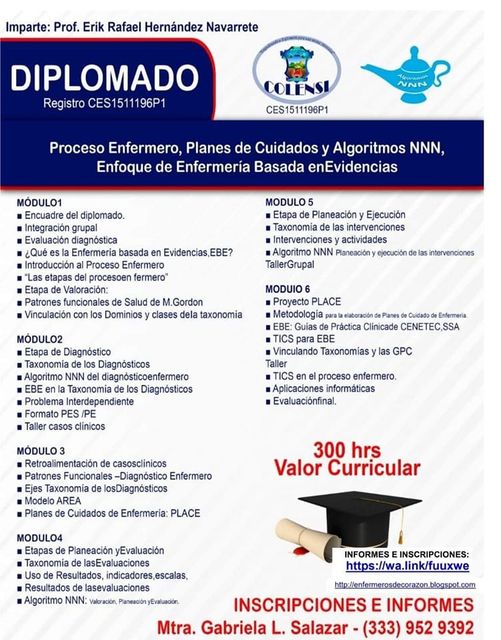 Imparte: Prof. Erik Rafael Hernández Navarrete
DIPLOMADO
Registro CES1511196P1
COLENSI
CES1511196P1
Algoritmos
NNN
Proceso Enfermero, Planes de Cuidados y Algoritmos NNN,
Enfoque de Enfermería Basada enEvidencias
MÓDULO1
■ Encuadre del diplomado.
■ Integración grupal
■ Evaluación diagnóstica
■ ¿Qué es la Enfermería basada en Evidencias,EBE?
■ Introducción al Proceso Enfermero
■ “Las etapas del procesoen fermero”
■ Etapa de Valoración:
■ Patrones funcionales de Salud de M.Gordon
■ Vinculación con los Dominios y clases dela taxonomía
MÓDULO2
■ Etapa de Diagnóstico
■ Taxonomía de los Diagnósticos
■ Algoritmo NNN del diagnósticoenfermero
■ EBE en la Taxonomía de los Diagnósticos
■ Problema Interdependiente
■ Formato PES /PE
■ Taller casos clínicos
MÓDULO 3
■ Retroalimentación de casosclínicos
■ Patrones Funcionales –Diagnóstico Enfermero
■ Ejes Taxonomía de losDiagnósticos
■ Modelo AREA
■ Planes de Cuidados de Enfermería: PLACE
MÓDULO4
■ Etapas de Planeación yEvaluación
■ Taxonomía de lasEvaluaciones
■ Uso de Resultados, indicadores,escalas,
■ Resultados de lasevaluaciones
■ Algoritmo NNN: Valoración, Planeación yEvaluación.
MODULO 5
■ Etapa de Planeación y Ejecución
■ Taxonomía de las intervenciones
■ Intervenciones y actividades
■ Algoritmo NNN Planeación y ejecución de las intervenciones
TallerGrupal
MODUIO 6
■ Proyecto PLACE
■ Metodología para la elaboración de Planes de Cuidado de Enfermería.
■ EBE: Guías de Práctica Clínicade CENETEC,SSA
■ TICS para EBE
■ Vinculando Taxonomías y las GPC
Taller
■ TICS en el proceso enfermero.
■ Aplicaciones informáticas
■ Evaluaciónfinal.
300 hrs
Valor Curricular
INFORMES E INSCRIPCIONES:
https://wa.link/fuuxwe
http://enfermerosdecorazon.blogspot.com
INSCRIPCIONES E INFORMES
Mtra. Gabriela L. Salazar - (333) 952 9392